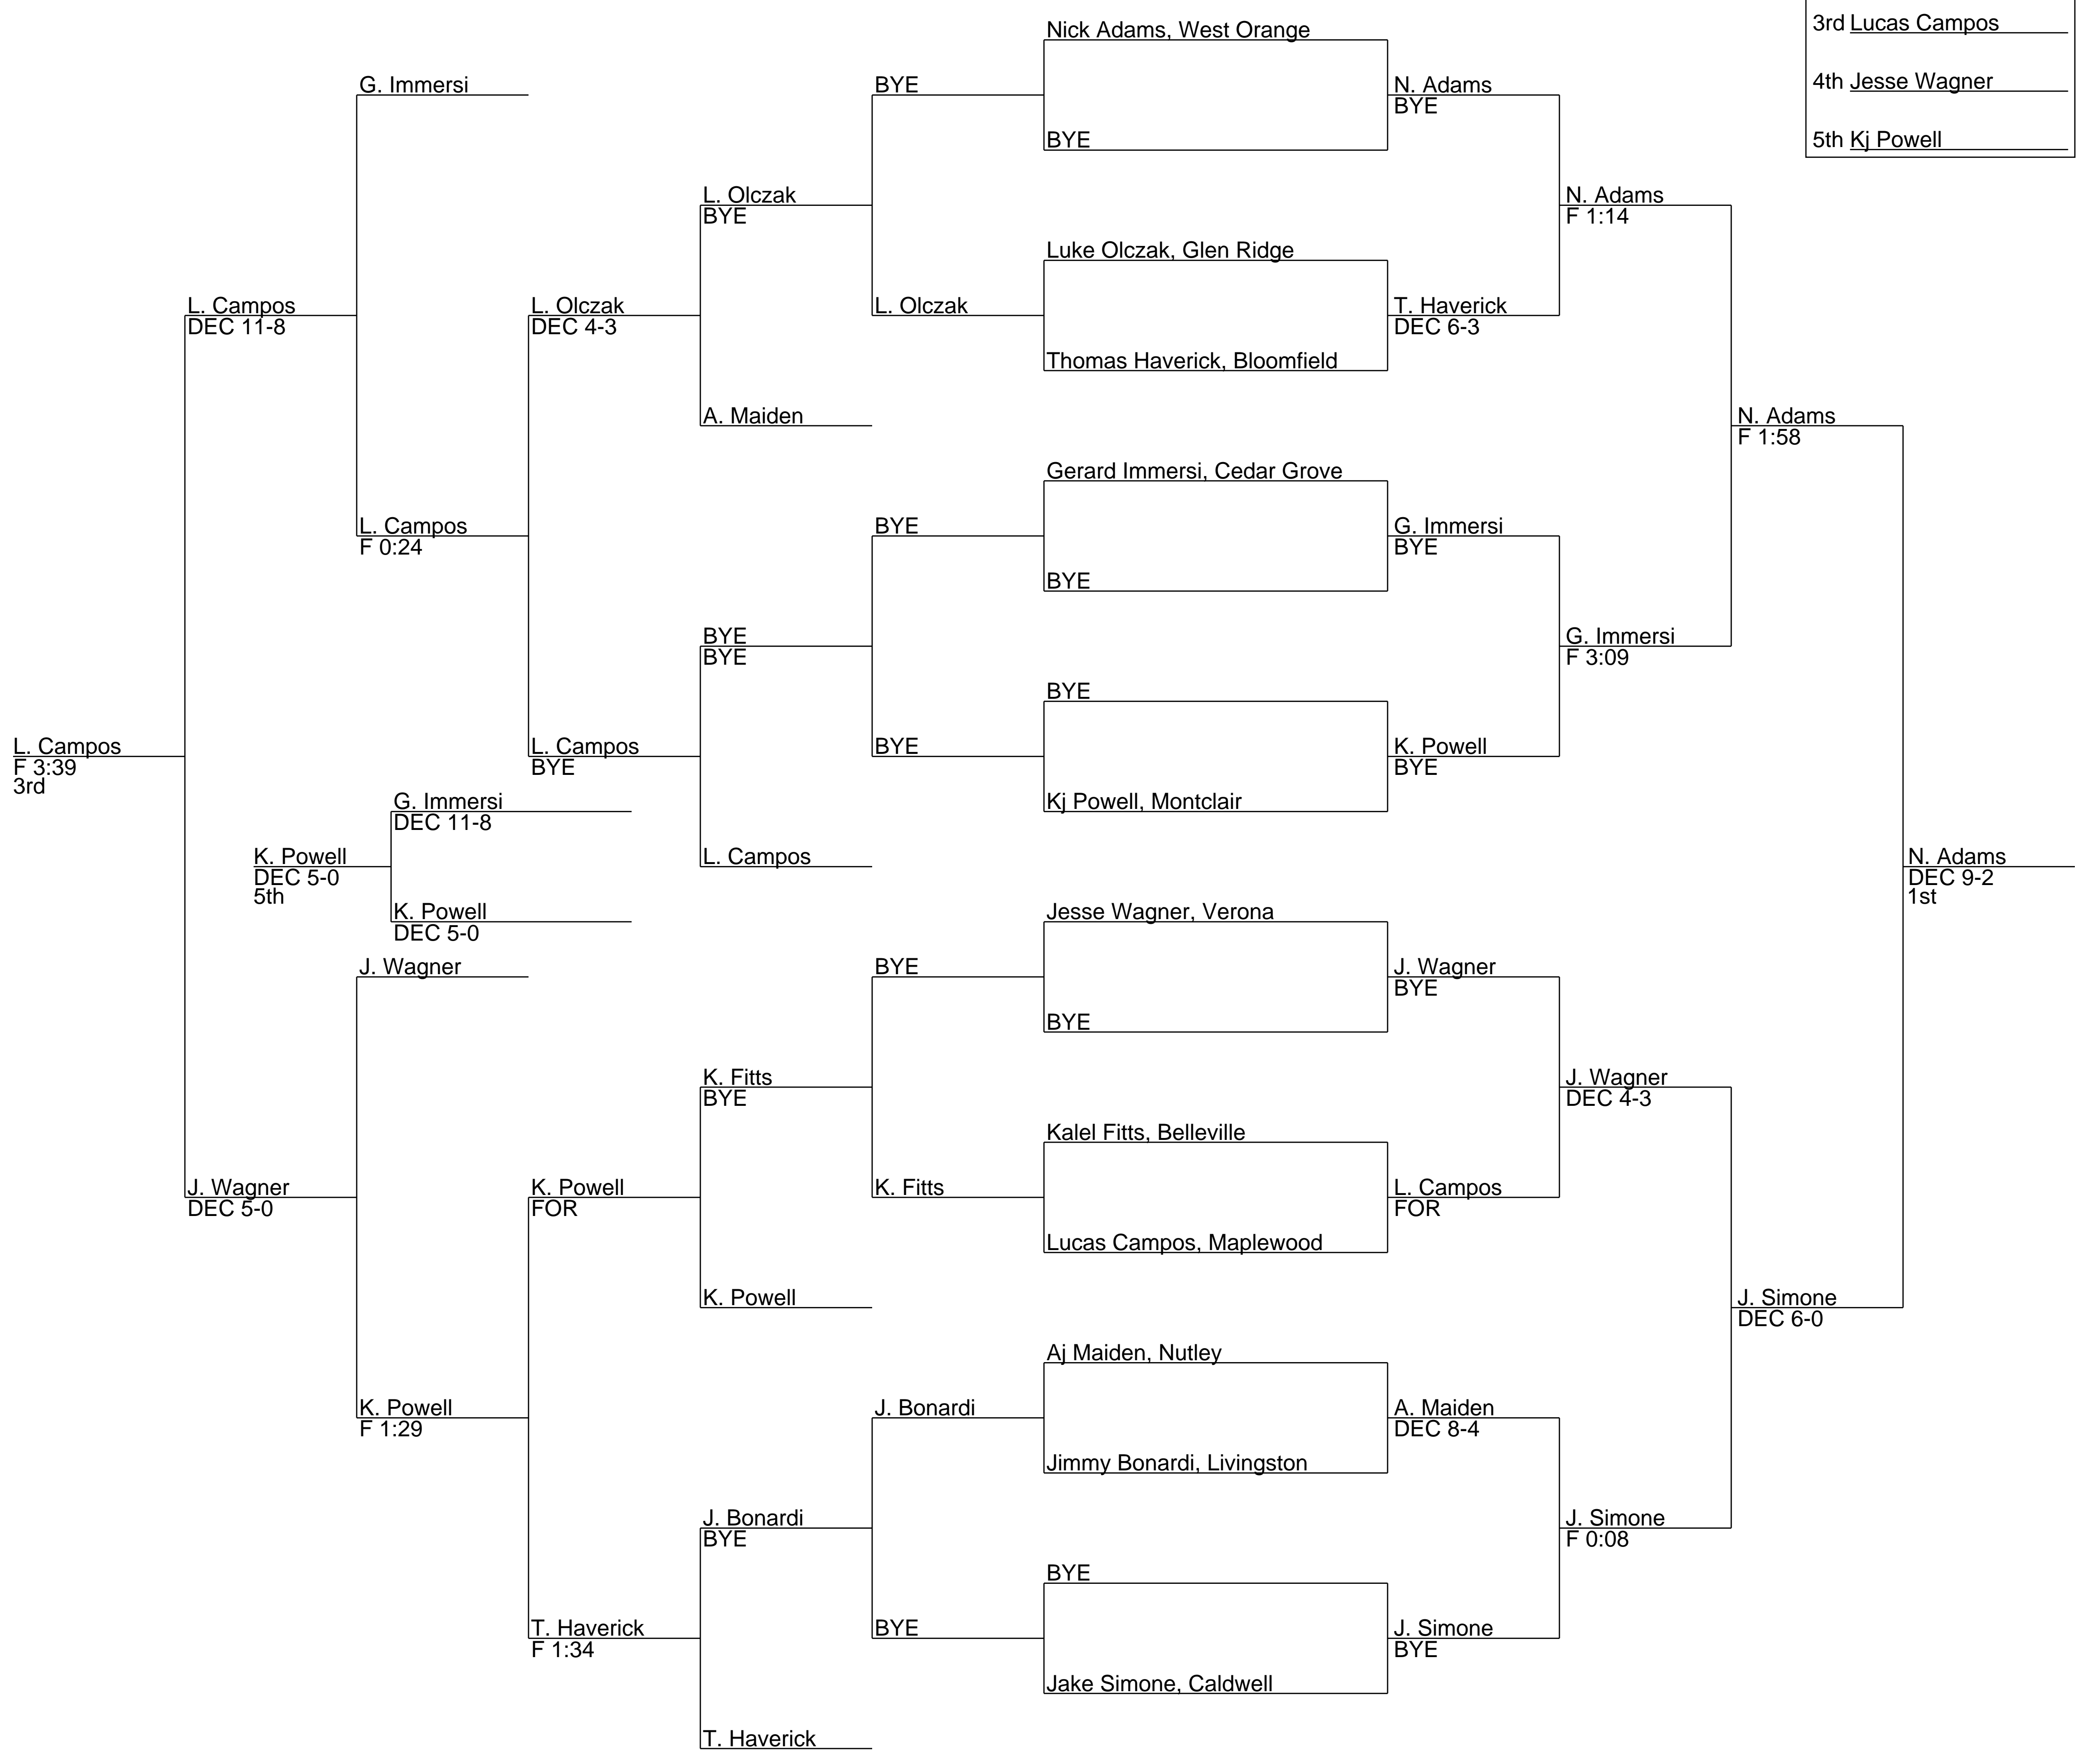 3rd Lucas Campos
Nick Adams, West Orange
4th Jesse Wagner
G. Immersi
BYE
N. Adams
BYE
BYE
5th Kj Powell
L. Olczak
BYE
N. Adams
F 1:14
Luke Olczak, Glen Ridge
L. Campos
DEC 11-8
L. Olczak
DEC 4-3
L. Olczak
T. Haverick
DEC 6-3
Thomas Haverick, Bloomfield
A. Maiden
N. Adams
F 1:58
Gerard Immersi, Cedar Grove
L. Campos
F 0:24
BYE
G. Immersi
BYE
BYE
BYE
BYE
G. Immersi
F 3:09
BYE
L. Campos
F 3:39
3rd
L. Campos
BYE
BYE
K. Powell
BYE
G. Immersi
DEC 11-8
Kj Powell, Montclair
K. Powell
DEC 5-0
5th
L. Campos
N. Adams
DEC 9-2
1st
K. Powell
DEC 5-0
Jesse Wagner, Verona
J. Wagner
BYE
J. Wagner
BYE
BYE
K. Fitts
BYE
J. Wagner
DEC 4-3
Kalel Fitts, Belleville
J. Wagner
DEC 5-0
K. Powell
FOR
K. Fitts
L. Campos
FOR
Lucas Campos, Maplewood
K. Powell
J. Simone
DEC 6-0
Aj Maiden, Nutley
K. Powell
F 1:29
J. Bonardi
A. Maiden
DEC 8-4
Jimmy Bonardi, Livingston
J. Bonardi
BYE
J. Simone
F 0:08
BYE
T. Haverick
F 1:34
BYE
J. Simone
BYE
Jake Simone, Caldwell
T. Haverick